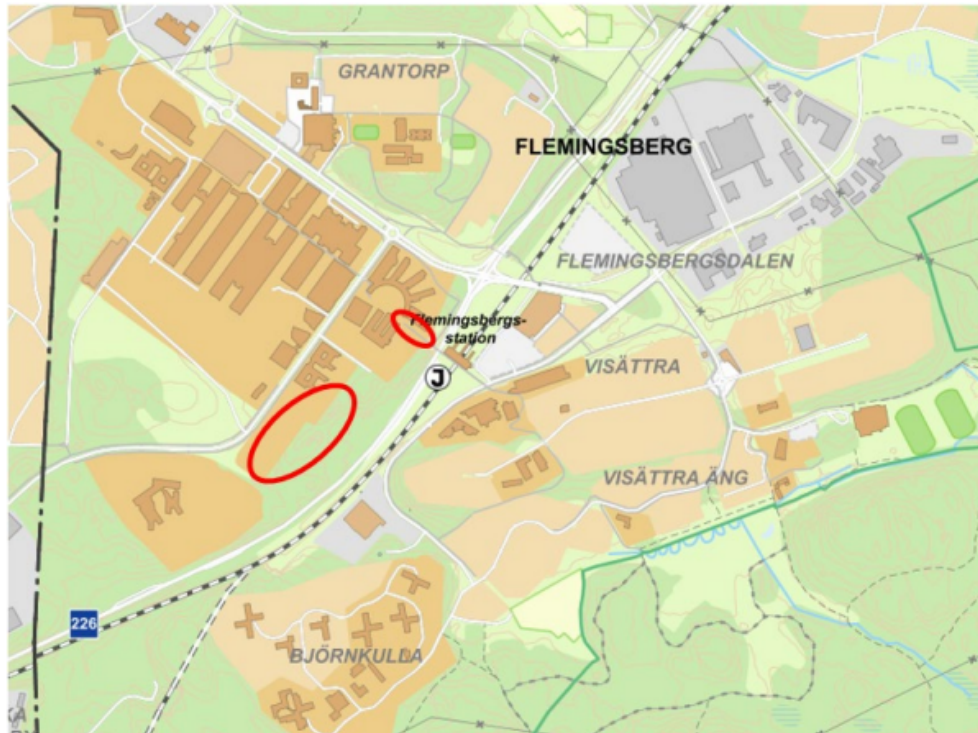 GRANTORP
FLEMINGSBERG
FLEMINGSBERGSDALEN
Flemingsbergs-
station
J
VISÄTTRA
VISÄTTRA ÄNG
226
BJÖRNKULLA